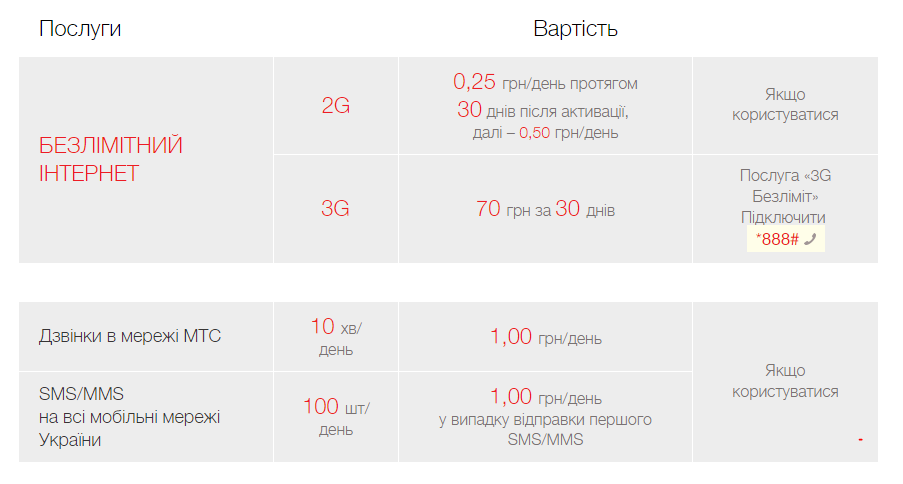 Послуги
Вартість
БЕЗЛІМІТНИЙ
ІНТЕРНЕТ
2G
0,25 грн/день протягом
30 днів після активації,
далі – 0,50 грн/день
Якщо
користуватися
3G
70 грн за 30 днів
Послуга «3G
Безліміт»
Підключити
*888#
Дзвінки в мережі МТС
10 хв/
день
1,00 грн/день
Якщо
користуватися
SMS/MMS
на всі мобільні мережі
України
100 шт/
день
1,00 грн/день
у випадку відправки першого
SMS/MMS
-